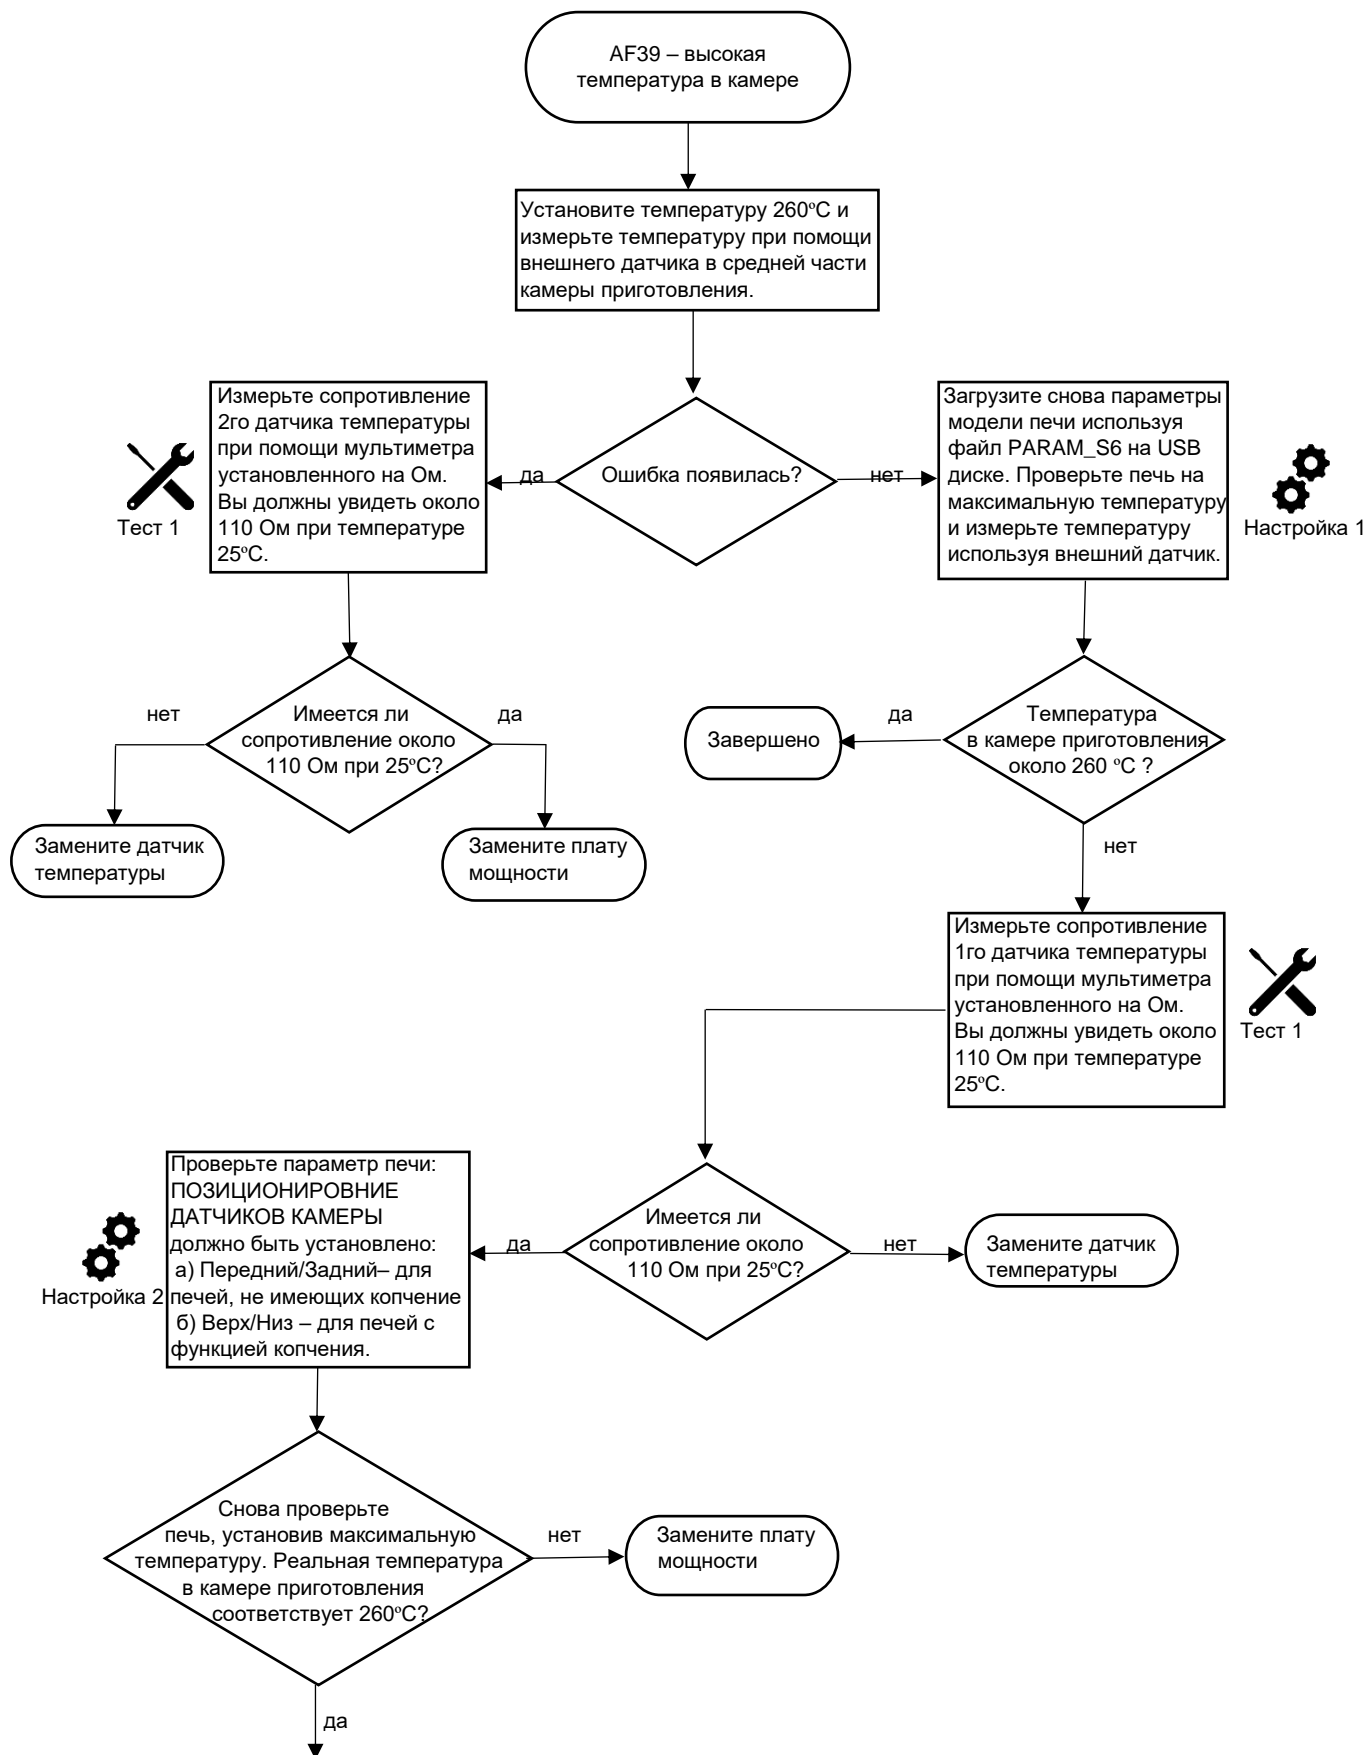 AF39 – высокая
температура в камере
Установите температуру 260ºС и
измерьте температуру при помощи
внешнего датчика в средней части
камеры приготовления.
Измерьте сопротивление
2го датчика температуры
при помощи мультиметра
установленного на Ом.
Вы должны увидеть около
110 Ом при температуре
25ºС.
Тест 1
да
Ошибка появилась?
нет
Загрузите снова параметры
модели печи используя
файл PARAM_S6 на USB
диске. Проверьте печь на
максимальную температуру
и измерьте температуру
используя внешний датчик.
Настройка 1
нет
Имеется ли
сопротивление около
110 Ом при 25ºС?
да
Завершено
да
Температура
в камере приготовления
около 260 ºС ?
Замените датчик
температуры
Замените плату
мощности
нет
Измерьте сопротивление
1го датчика температуры
при помощи мультиметра
установленного на Ом.
Вы должны увидеть около
110 Ом при температуре
25ºС.
Тест 1
Проверьте параметр печи:
ПОЗИЦИОНИРОВНИЕ
ДАТЧИКОВ КАМЕРЫ
должно быть установлено:
а) Передний/Задний– для
печей, не имеющих копчение
б) Верх/Низ – для печей с
функцией копчения.
Настройка 2
да
Имеется ли
сопротивление около
110 Ом при 25ºС?
нет
Замените датчик
температуры
Снова проверьте
печь, установив максимальную
температуру. Реальная температура
в камере приготовления
соответствует 260ºС?
нет
Замените плату
мощности
да